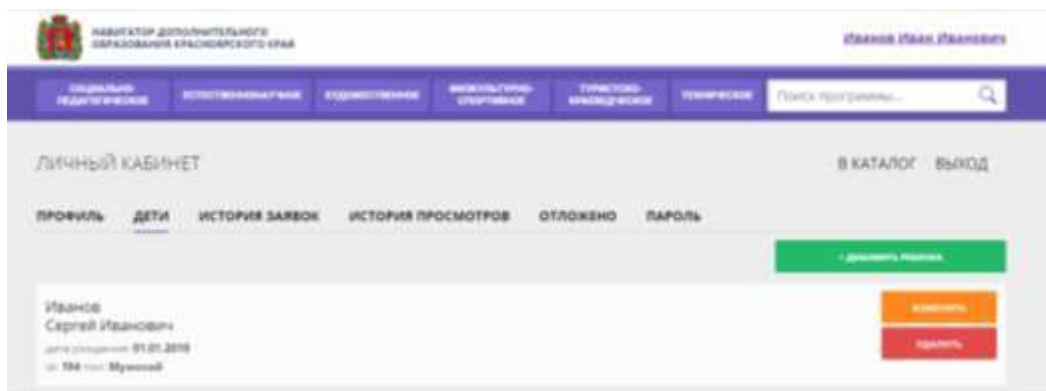 НАВИГАТОР ДОПОЛНИТЕЛЬНОГО
ОБРАЗОВАНИЯ КРАСНОЯРСКОГО КРАЯ
Иванов Иван Иванович
СОЦИАЛЬНО-
ПЕДАГОГИЧЕСКОЕ
ЕСТЕСТВЕННОНАУЧНОЕ
ХУДОЖЕСТВЕННОЕ
ФИЗКУЛЬТУРНО-
СПОРТИВНОЕ
ТУРИСТСКО-
КРАЕВЕДЧЕСКОЕ
ТЕХНИЧЕСКОЕ
Поиск программы...
ЛИЧНЫЙ КАБИНЕТ
В КАТАЛОГ ВЫХОД
ПРОФИЛЬ ДЕТИ ИСТОРИЯ ЗАЯВОК ИСТОРИЯ ПРОСМОТРОВ ОТЛОЖЕНО ПАРОЛЬ
+ ДОБАВИТЬ РЕБЕНКА
Иванов
Сергей Иванович
дата рождения: 01.01.2010
пол: Мужской
ИЗМЕНИТЬ
УДАЛИТЬ